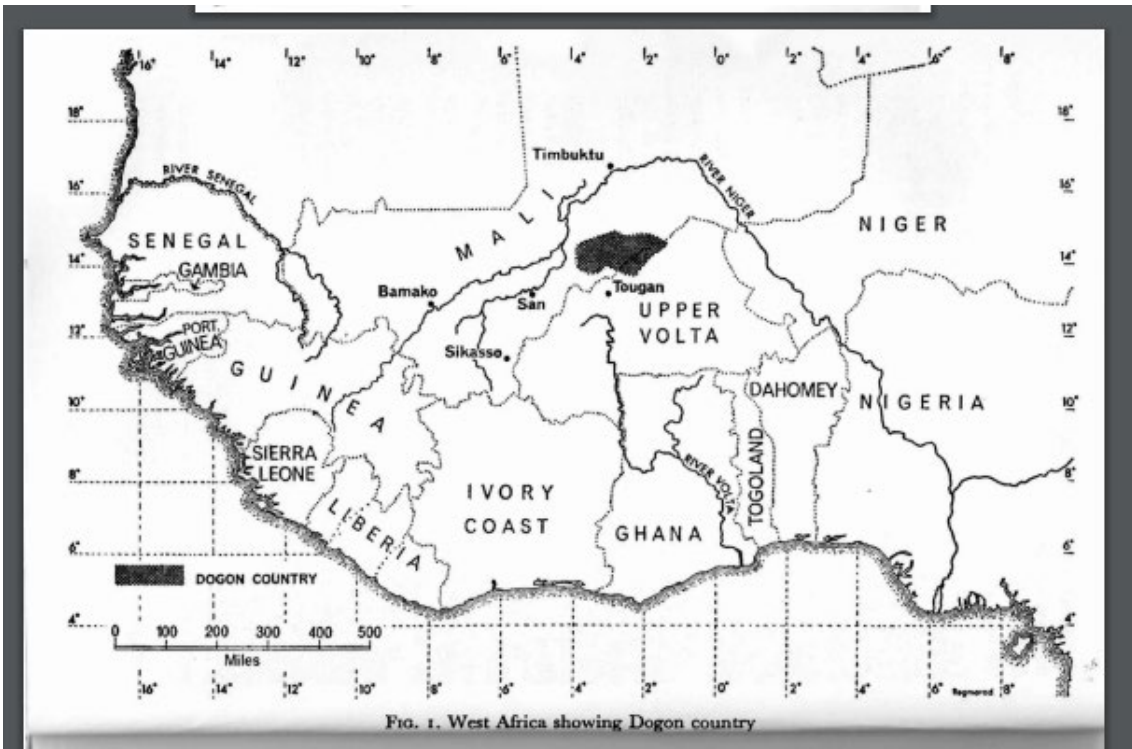 16° 14° 12° 10° 8° 6° 4° 2° 0° 2° 4° 6° 8°
18° 18°
Timbuktu
RIVER NIGER
RIVER SENEGAL
16° 16°
MALI
NIGER
SENEGAL
14° 14°
GAMBIA
Bamako
San
Tougan
UPPER
VOLTA
12° 12°
PORT.
GUINEA
Sikasso
GUINEA
DAHOMEY
NIGERIA
10° 10°
SIERRA
LEONE
TOGOLAND
RIVER VOLTA
8° 8°
IVORY
COAST
LIBERIA
GHANA
6° 6°
DOGON COUNTRY
4° 4°
0 100 200 300 400 500
Miles
16° 14° 12° 10° 8° 6° 4° 2° 0° 2° 4° 6° 8°
FIG. 1. West Africa showing Dogon country